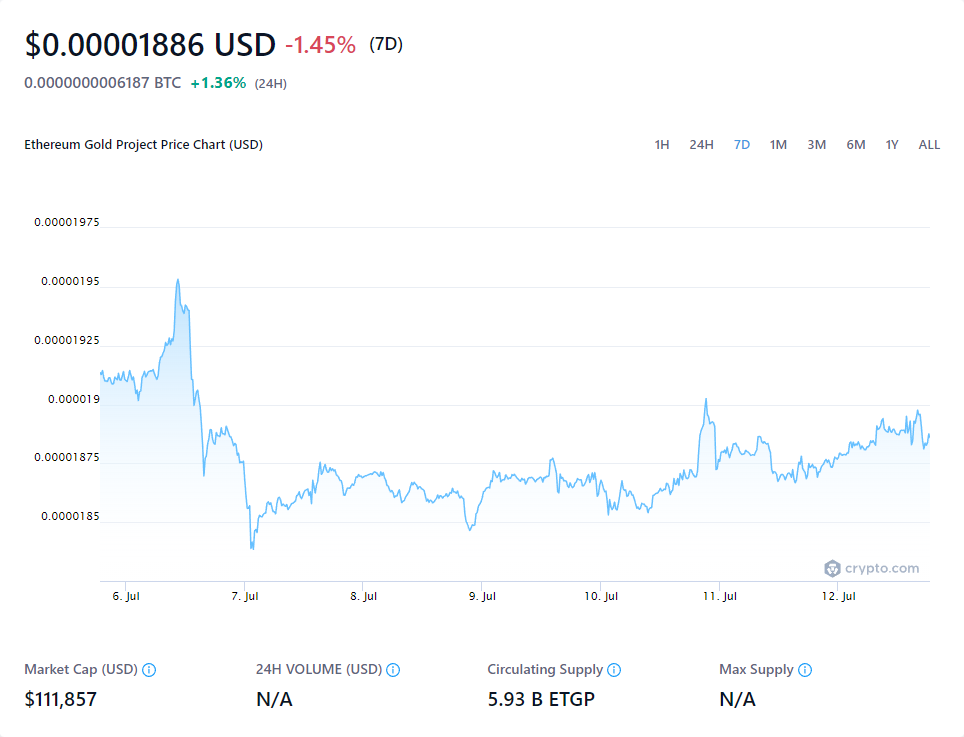 $0.00001886 USD -1.45% (7D)
0.0000000006187 BTC +1.36% (24H)
Ethereum Gold Project Price Chart (USD) 1H 24H 7D 1M 3M 6M 1Y ALL
0.00001975
0.0000195
0.00001925
0.000019
0.00001875
0.0000185
crypto.com
6. Jul 7. Jul 8. Jul 9. Jul 10. Jul 11. Jul 12. Jul
Market Cap (USD) 24H VOLUME (USD) Circulating Supply Max Supply
$111,857 N/A 5.93 B ETGP N/A